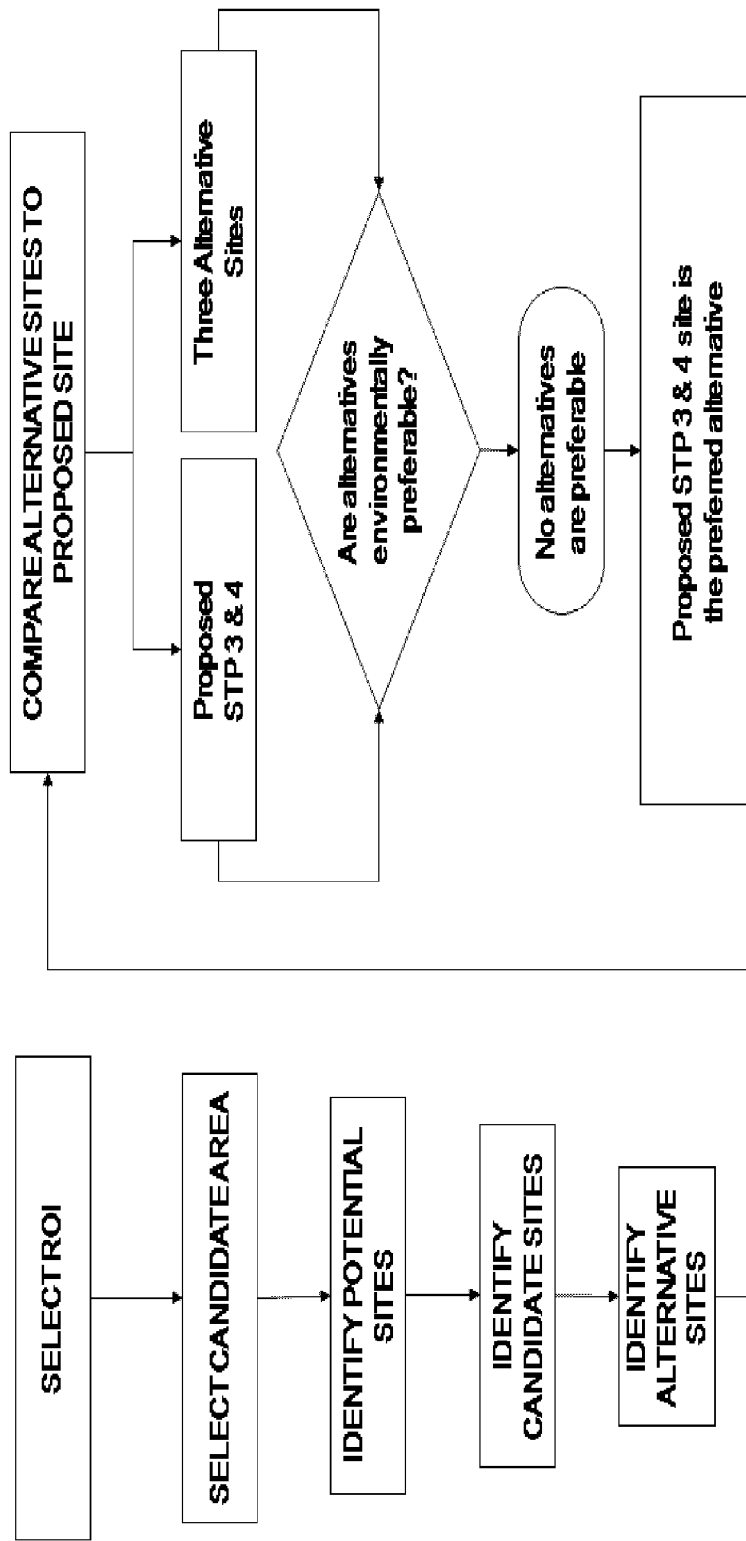 SELECT ROI
SELECT CANDIDATE AREA
IDENTIFY POTENTIAL
SITES
IDENTIFY
CANDIDATE SITES
IDENTIFY
ALTERNATIVE
SITES
COMPARE ALTERNATIVE SITES TO
PROPOSED SITE
Proposed
STP 3 & 4
Three Alternative
Sites
Are alternatives
environmentally
preferable?
No alternatives
are preferable
Proposed STP 3 & 4 site is
the preferred alternative